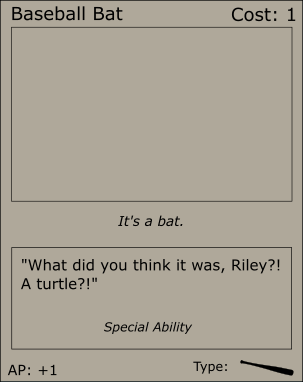 Baseball Bat Cost: 1
It's a bat.
"What did you think it was, Riley?!
A turtle?!"
Special Ability
AP: +1 Type: